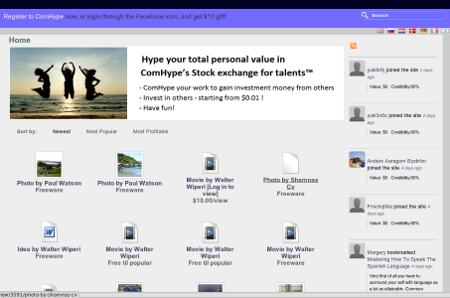 Register to ComHype now, or login through the Facebook icon, and get $10 gift!
Search
Home
Hype your total personal value in
ComHype's Stock exchange for talents™
- ComHype your work to gain investment money from others
- Invest in others - starting from $0.01 !
- Have fun!
Sort by: Newest Most Popular Most Profitable
Photo by Paul Watson
Freeware
Photo by Paul Watson
Freeware
Movie by Walter
Wiperi [Log in to
view]
$10.00/view
Photo by Shamnas
Cv
Freeware
Idea by Walter Wiperi
Freeware
Movie by Walter
Wiperi
Free til popular
Movie by Walter
Wiperi
Free til popular
Movie by Walter
Wiperi
Freeware
joined the site 2 days
ago
Value: $0 Credibility:50%
joined the site 2 days
ago
Value: $0 Credibility:50%
Anders Auragorn Byström
joined the site 4 days ago
Value: $0 Credibility:50%
joined the site 4
days ago
Value: $0 Credibility:50%
Margary bookmarked
Mastering How To Speak The
Spanish Language 4 days ago
Very first of all you have to
surround your self with language as
a lot as attainable. Common
view/3591/photo-by-shamnas-cv